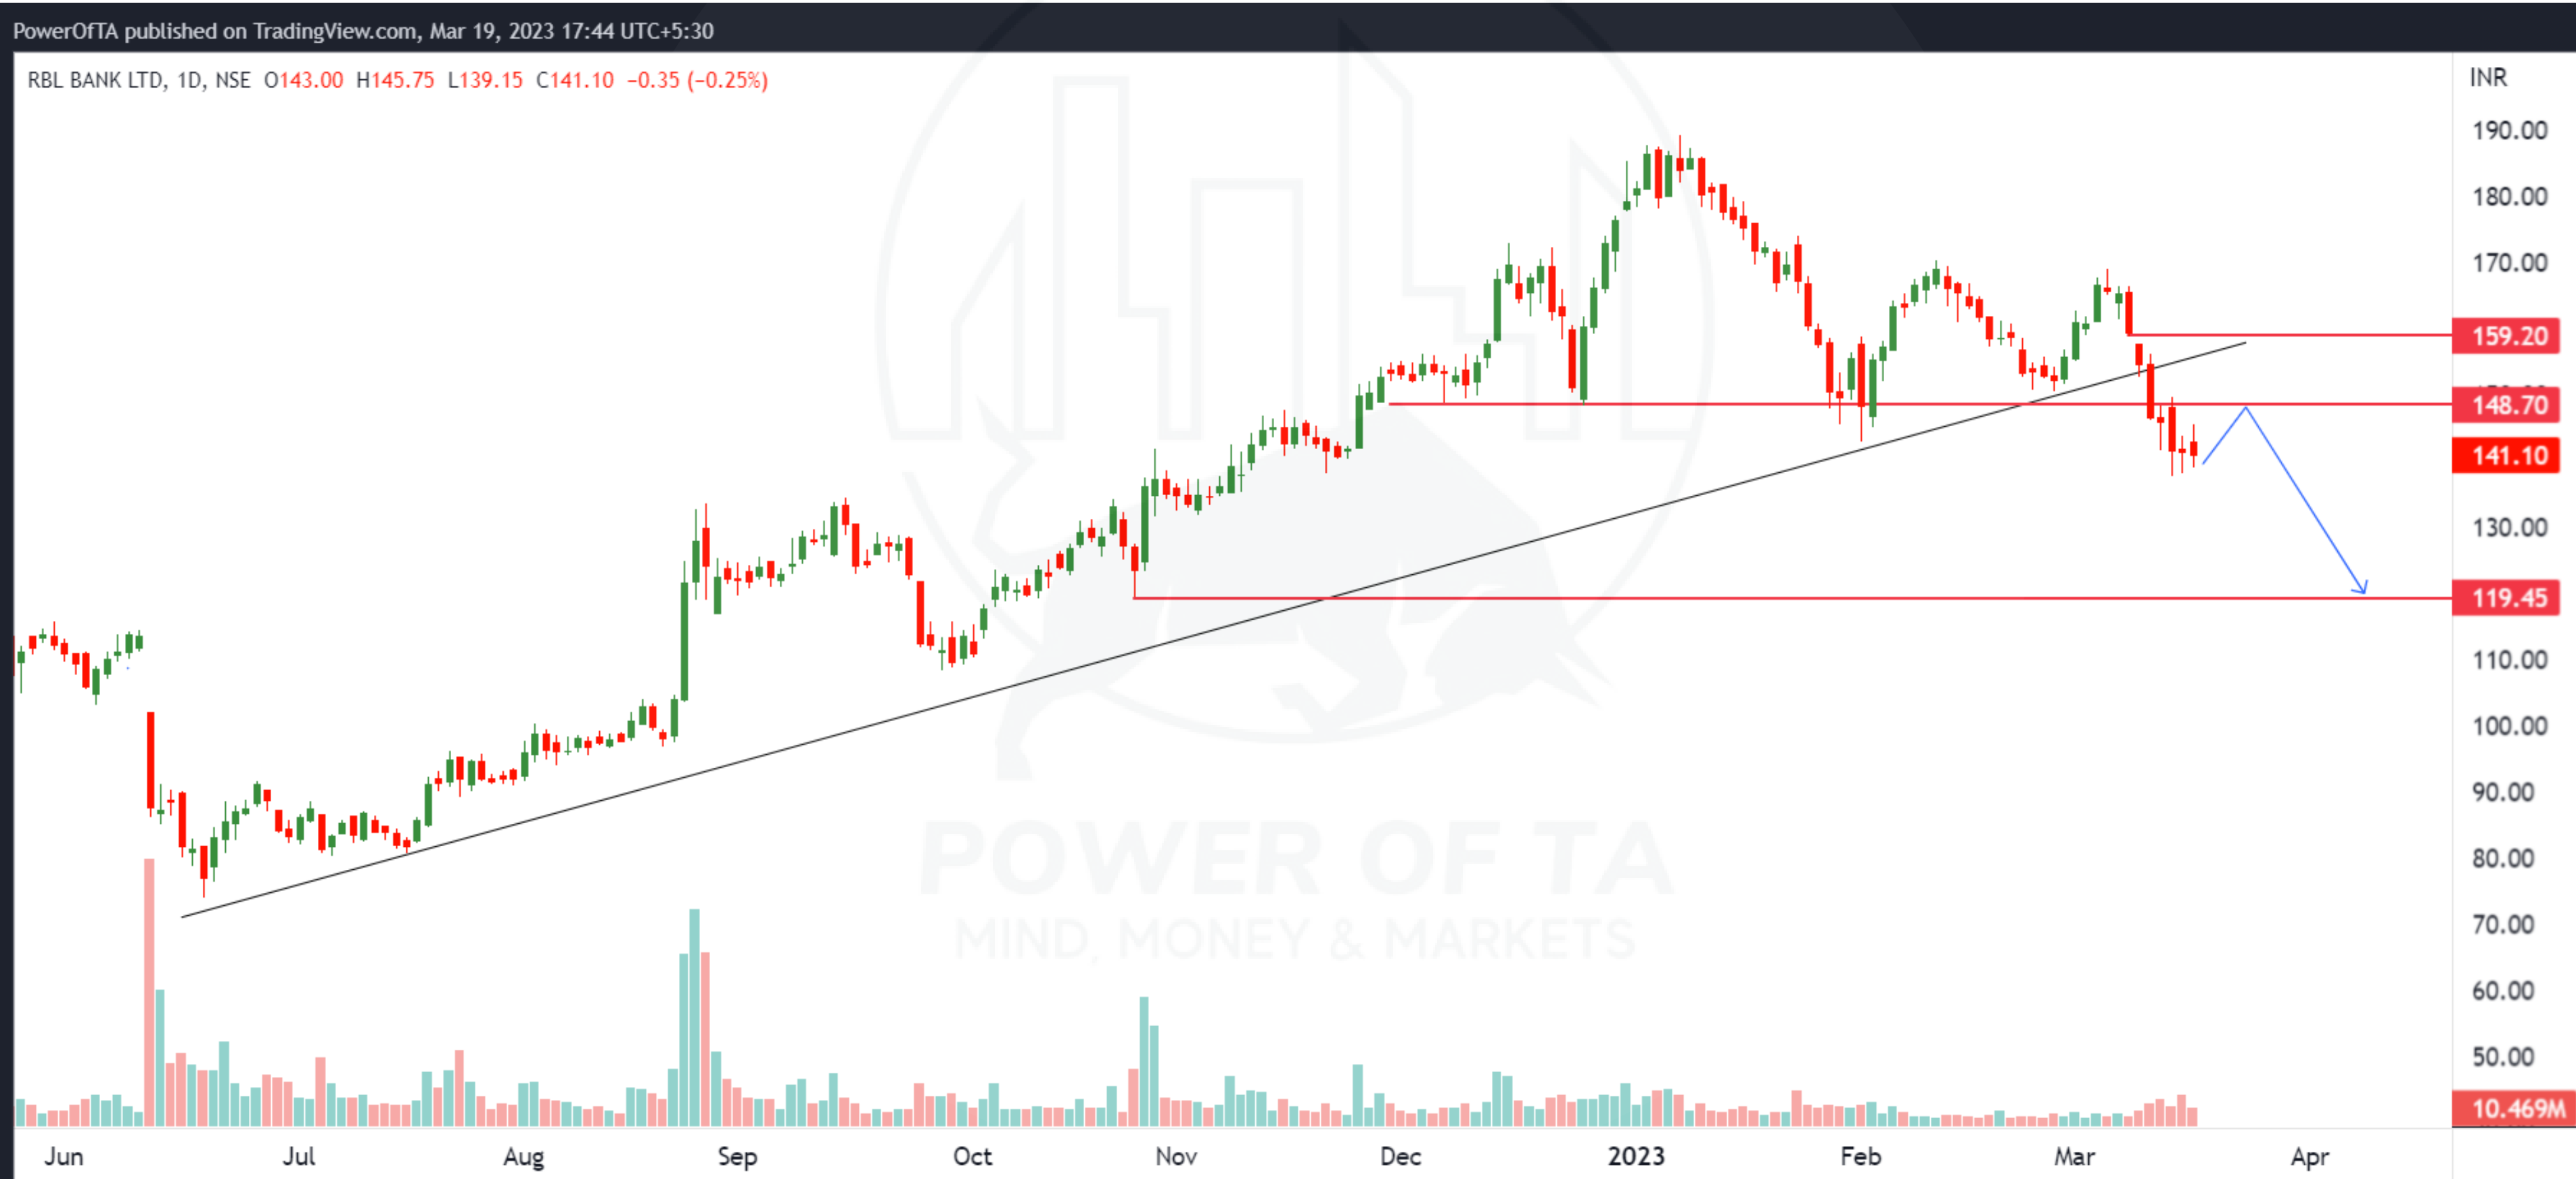 PowerOfTA published on TradingView.com, Mar 19, 2023 17:44 UTC+5:30
RBL BANK LTD, 1D, NSE O143.00 H145.75 L139.15 C141.10 −0.35 (−0.25%)
INR
190.00
180.00
170.00
159.20
148.70
141.10
130.00
119.45
110.00
100.00
90.00
80.00
70.00
60.00
50.00
10.469M
POWER OF TA
MIND, MONEY & MARKETS
Jun Jul Aug Sep Oct Nov Dec 2023 Feb Mar Apr